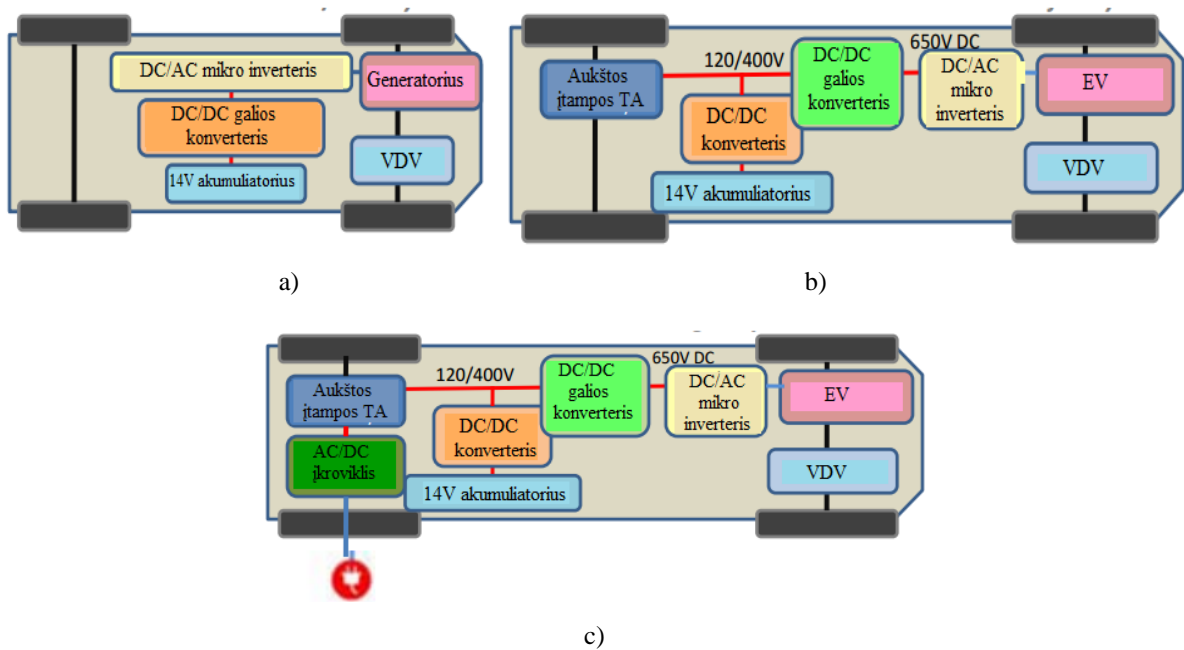 DC/AC mikro inverteris
Generatorius
DC/DC galios
konverteris
VDV
14V akumuliatorius
a)
Aukštos
įtampos TA
120/400V
DC/DC
galios
konverteris
650V DC
DC/AC
mikro
inverteris
EV
DC/DC
konverteris
VDV
14V akumuliatorius
b)
Aukštos
įtampos TA
120/400V
DC/DC
galios
konverteris
650V DC
DC/AC
mikro
inverteris
EV
AC/DC
įkroviklis
DC/DC
konverteris
VDV
14V akumuliatorius
c)